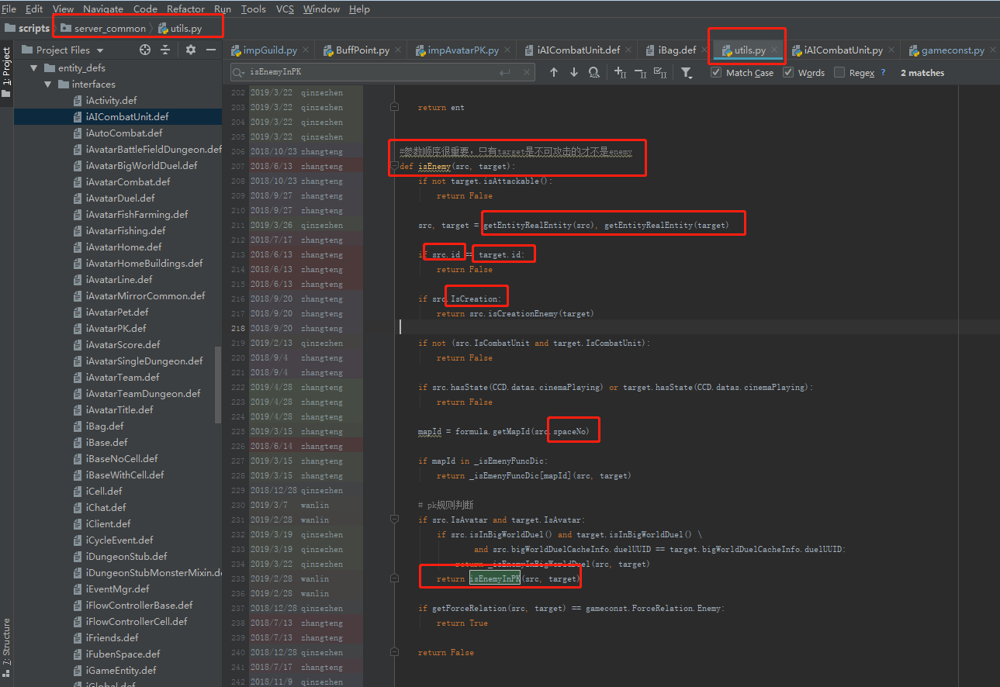 File Edit View Navigate Code Refactor Run Tools VCS Window Help
scripts server_common utils.py
Project Files
impGuild.py BuffPoint.py impAvatarPK.py iAICombatUnit.def iBag.def utils.py iAICombatUnit.py gameconst.py
isEnemyInPK Match Case Words Regex ? 2 matches
1: Project
7: Structure
entity_defs
interfaces
iActivity.def
iAICombatUnit.def
iAutoCombat.def
iAvatarBattleFieldDungeon.def
iAvatarBigWorldDuel.def
iAvatarCombat.def
iAvatarDuel.def
iAvatarFishFarming.def
iAvatarFishing.def
iAvatarHome.def
iAvatarHomeBuildings.def
iAvatarLine.def
iAvatarMirrorCommon.def
iAvatarPet.def
iAvatarPK.def
iAvatarScore.def
iAvatarSingleDungeon.def
iAvatarTeam.def
iAvatarTeamDungeon.def
iAvatarTitle.def
iBag.def
iBase.def
iBaseNoCell.def
iBaseWithCell.def
iCell.def
iChat.def
iClient.def
iCycleEvent.def
iDungeonStub.def
iDungeonStubMonsterMixin.de
iEventMgr.def
iFlowControllerBase.def
iFlowControllerCell.def
iFriends.def
iFubenSpace.def
iGameEntity.def
iGlobal.def
202 2019/3/22 qinzezhen
203 2019/3/22 qinzezhen return ent
204 2019/3/22 qinzezhen
205 2019/3/22 qinzezhen
206 2018/10/23 zhangteng #参数顺序很重要，只有target是不可攻击的才不是enemy
207 2018/6/13 zhangteng def isEnemy(src, target):
208 2018/10/23 zhangteng if not target.isAttackable():
209 2018/9/27 zhangteng return False
210 2018/9/27 zhangteng
211 2019/3/26 qinzezhen src, target = getEntityRealEntity(src), getEntityRealEntity(target)
212 2018/7/17 zhangteng
213 2018/6/13 zhangteng if src.id == target.id:
214 2018/6/13 zhangteng return False
215 2018/6/13 zhangteng
216 2018/9/20 zhangteng if src.IsCreation:
217 2018/9/20 zhangteng return src.isCreationEnemy(target)
218 2018/9/20 zhangteng
219 2019/2/13 qinzezhen if not (src.IsCombatUnit and target.IsCombatUnit):
220 2018/9/4 zhangteng return False
221 2018/9/4 zhangteng
222 2019/4/28 zhangteng if src.hasState(CCD.datas.cinemaPlaying) or target.hasState(CCD.datas.cinemaPlaying):
223 2019/4/28 zhangteng return False
224 2019/4/28 zhangteng
225 2019/3/15 zhangteng mapId = formula.getMapId(src.spaceNo)
226 2018/6/14 zhangteng
227 2019/3/15 zhangteng if mapId in _isEmenyFuncDic:
228 2019/3/15 zhangteng return _isEmenyFuncDic[mapId](src, target)
229 2018/12/28 qinzezhen
230 2019/3/7 wanlin # pk规则判断
231 2019/2/28 wanlin if src.IsAvatar and target.IsAvatar:
232 2019/3/19 qinzezhen if src.isInBigWorldDuel() and target.isInBigWorldDuel() \
233 2019/3/19 qinzezhen and src.bigWorldDuelCacheInfo.duelUUID == target.bigWorldDuelCacheInfo.duelUUID:
234 2019/3/22 qinzezhen return _isEnemyInBigWorldDuel(src, target)
235 2019/2/28 wanlin return isEnemyInPK(src, target)
236 2019/2/28 wanlin
237 2018/12/28 qinzezhen if getForceRelation(src, target) == gameconst.ForceRelation.Enemy:
238 2018/7/13 zhangteng return True
239 2018/7/13 zhangteng
240 2018/12/28 qinzezhen return False
241 2018/7/17 zhangteng
242 2018/11/9 qinzezhen